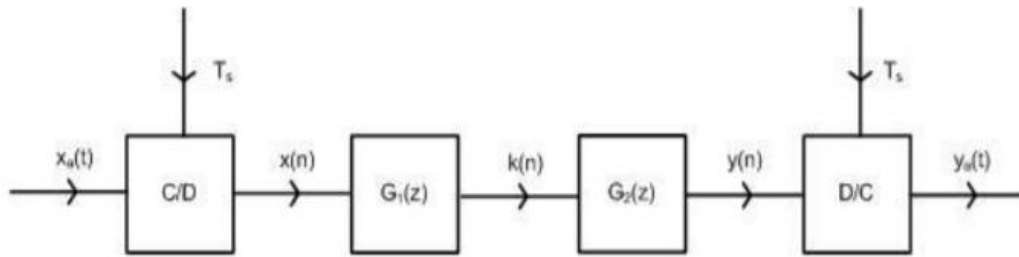 Tₛ Tₛ
xₐ(t) x(n) k(n) y(n) yₐ(t)
C/D G₁(z) G₂(z) D/C